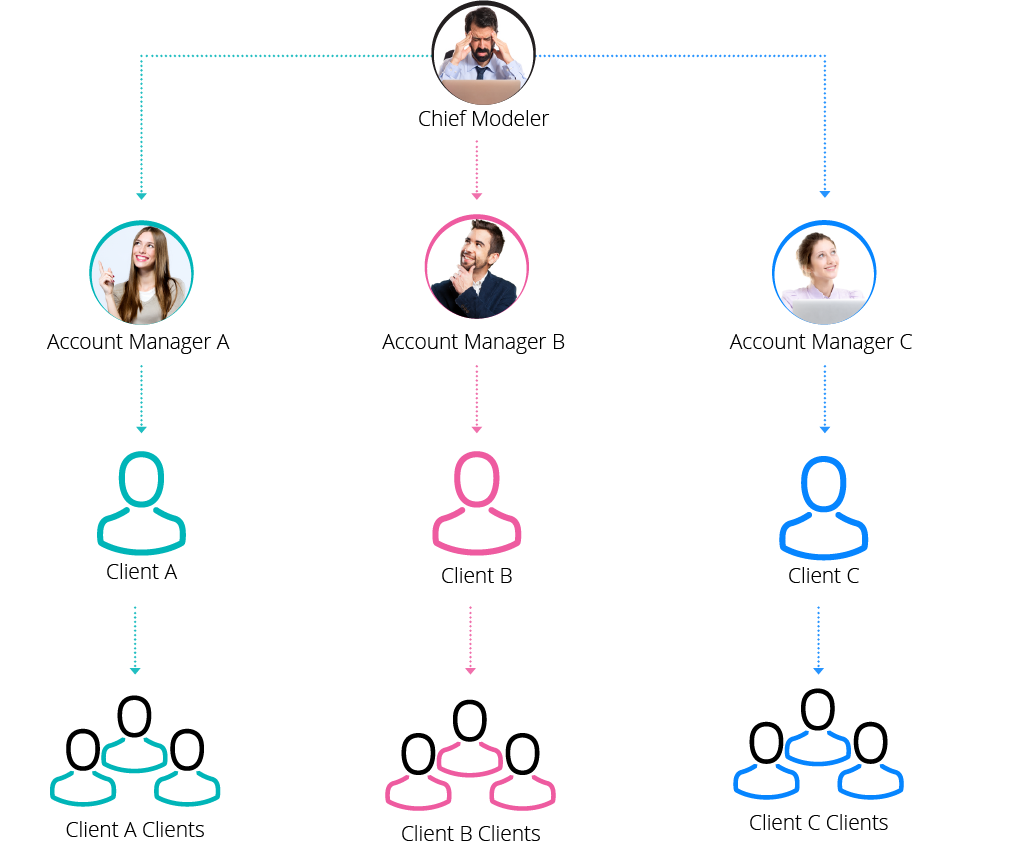 Chief Modeler
Account Manager A
Account Manager B
Account Manager C
Client A
Client B
Client C
Client A Clients
Client B Clients
Client C Clients